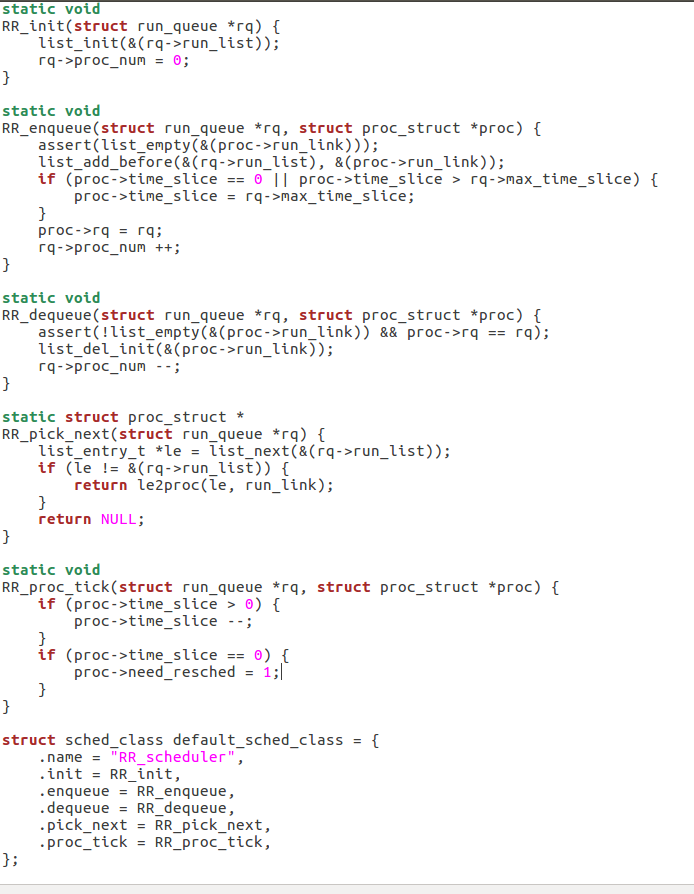 static void
RR_init(struct run_queue *rq) {
    list_init(&(rq->run_list));
    rq->proc_num = 0;
}

static void
RR_enqueue(struct run_queue *rq, struct proc_struct *proc) {
    assert(list_empty(&(proc->run_link)));
    list_add_before(&(rq->run_list), &(proc->run_link));
    if (proc->time_slice == 0 || proc->time_slice > rq->max_time_slice) {
        proc->time_slice = rq->max_time_slice;
    }
    proc->rq = rq;
    rq->proc_num ++;
}

static void
RR_dequeue(struct run_queue *rq, struct proc_struct *proc) {
    assert(!list_empty(&(proc->run_link)) && proc->rq == rq);
    list_del_init(&(proc->run_link));
    rq->proc_num --;
}

static struct proc_struct *
RR_pick_next(struct run_queue *rq) {
    list_entry_t *le = list_next(&(rq->run_list));
    if (le != &(rq->run_list)) {
        return le2proc(le, run_link);
    }
    return NULL;
}

static void
RR_proc_tick(struct run_queue *rq, struct proc_struct *proc) {
    if (proc->time_slice > 0) {
        proc->time_slice --;
    }
    if (proc->time_slice == 0) {
        proc->need_resched = 1;
    }
}

struct sched_class default_sched_class = {
    .name = "RR_scheduler",
    .init = RR_init,
    .enqueue = RR_enqueue,
    .dequeue = RR_dequeue,
    .pick_next = RR_pick_next,
    .proc_tick = RR_proc_tick,
};